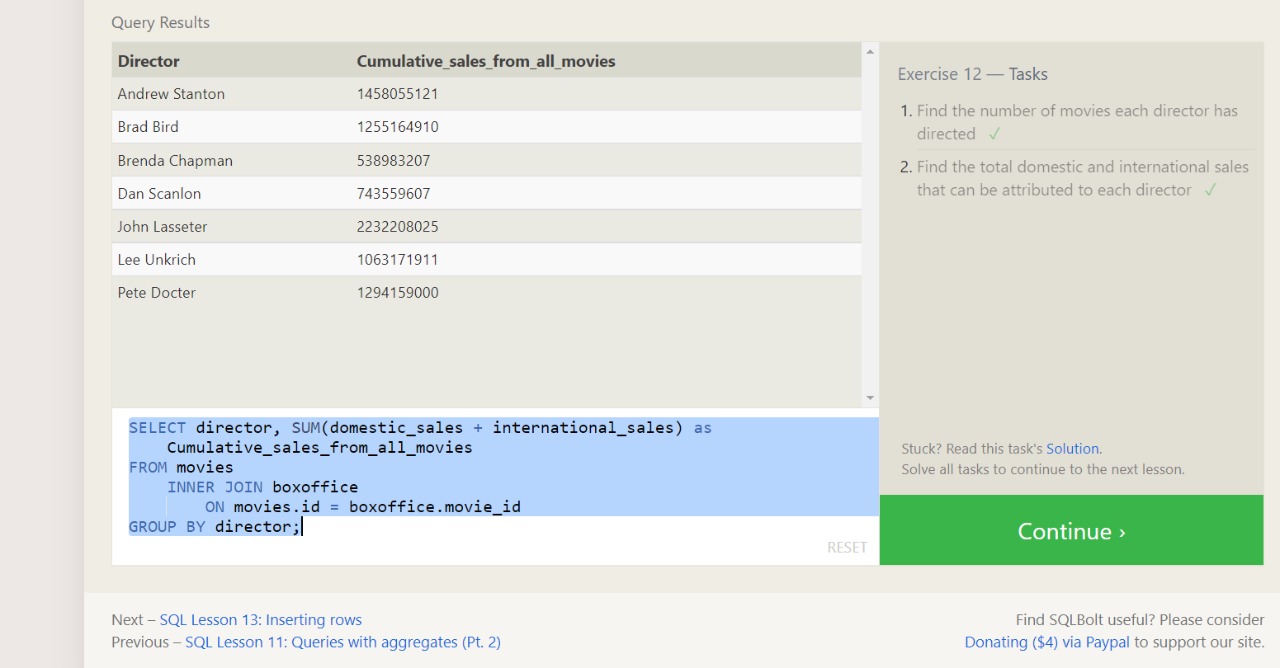 Query Results
Director Cumulative_sales_from_all_movies
Andrew Stanton 1458055121
Brad Bird 1255164910
Brenda Chapman 538983207
Dan Scanlon 743559607
John Lasseter 2232208025
Lee Unkrich 1063171911
Pete Docter 1294159000
SELECT director, SUM(domestic_sales + international_sales) as
Cumulative_sales_from_all_movies
FROM movies
INNER JOIN boxoffice
ON movies.id = boxoffice.movie_id
GROUP BY director;
RESET
Exercise 12 — Tasks
1. Find the number of movies each director has
directed ✓
2. Find the total domestic and international sales
that can be attributed to each director ✓
Stuck? Read this task's Solution.
Solve all tasks to continue to the next lesson.
Continue ›
Next – SQL Lesson 13: Inserting rows
Previous – SQL Lesson 11: Queries with aggregates (Pt. 2)
Find SQLBolt useful? Please consider
Donating ($4) via Paypal to support our site.